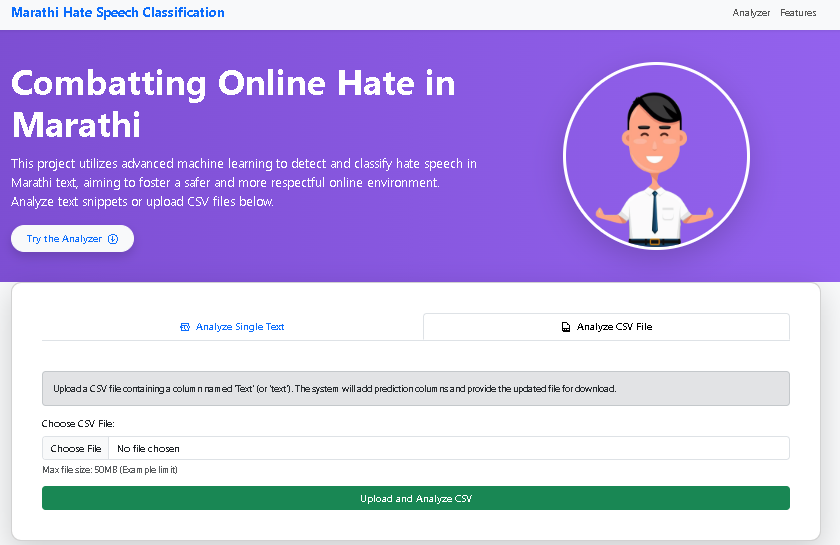 Marathi Hate Speech Classification
Analyzer Features
Combatting Online Hate in
Marathi
This project utilizes advanced machine learning to detect and classify hate speech in
Marathi text, aiming to foster a safer and more respectful online environment.
Analyze text snippets or upload CSV files below.
Try the Analyzer
Analyze Single Text
Analyze CSV File
Upload a CSV file containing a column named 'Text' (or 'text'). The system will add prediction columns and provide the updated file for download.
Choose CSV File:
Choose File No file chosen
Max file size: 50MB (Example limit)
Upload and Analyze CSV